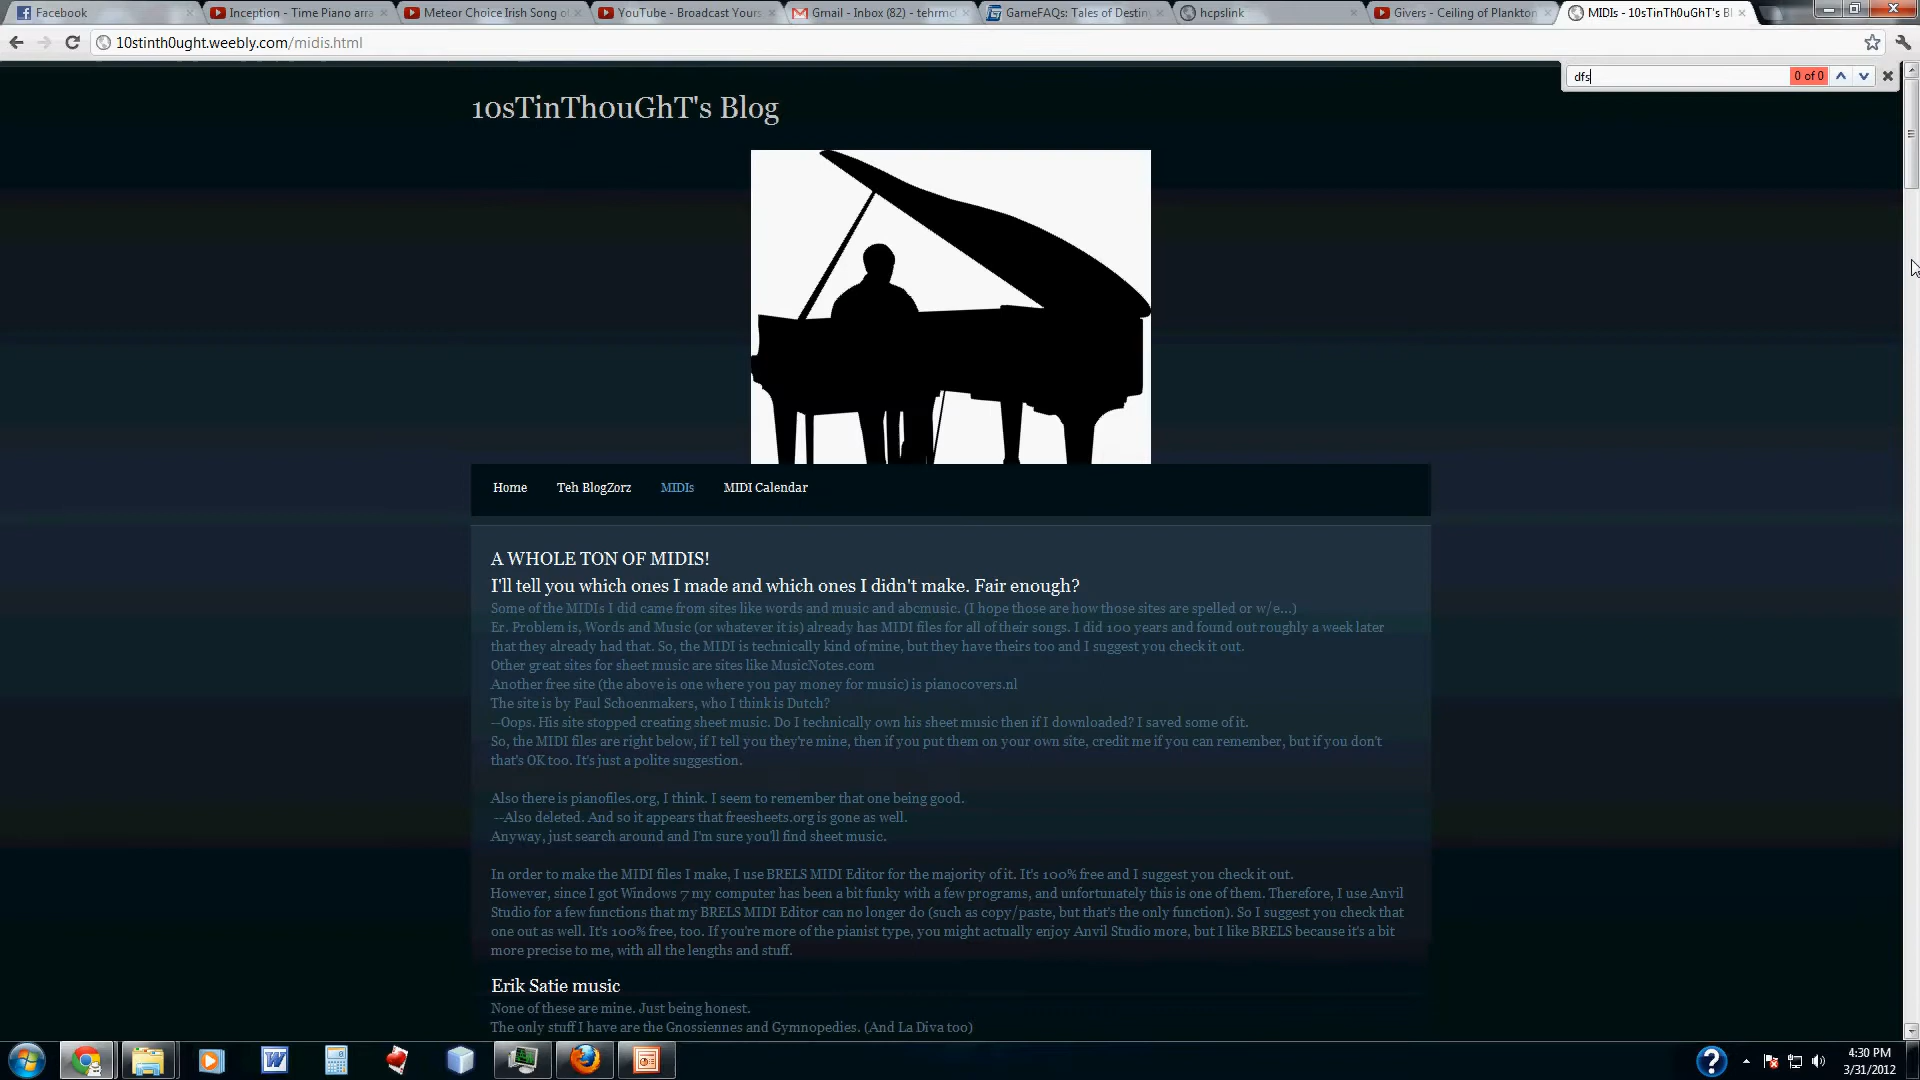 Facebook
Inception - Time Piano arra
Meteor Choice Irish Song o
YouTube - Broadcast Yours
Gmail - Inbox (82) - tehrmc
GameFAQs: Tales of Destin
hcpslink
Givers - Ceiling of Plankton
MIDIs - 10sTinTh0uGhT's Bl
10stinth0ught.weebly.com/midis.html
dfs
0 of 0
10sTinThouGhT's Blog
Home
Teh BlogZorz
MIDIs
MIDI Calendar
A WHOLE TON OF MIDIS!
I'll tell you which ones I made and which ones I didn't make. Fair enough?
Some of the MIDIs I did came from sites like words and music and abcmusic. (I hope those are how those sites are spelled or w/e...)
Er. Problem is, Words and Music (or whatever it is) already has MIDI files for all of their songs. I did 100 years and found out roughly a week later
that they already had that. So, the MIDI is technically kind of mine, but they have theirs too and I suggest you check it out.
Other great sites for sheet music are sites like MusicNotes.com
Another free site (the above is one where you pay money for music) is pianocovers.nl
The site is by Paul Schoenmakers, who I think is Dutch?
--Oops. His site stopped creating sheet music. Do I technically own his sheet music then if I downloaded? I saved some of it.
So, the MIDI files are right below, if I tell you they're mine, then if you put them on your own site, credit me if you can remember, but if you don't
that's OK too. It's just a polite suggestion.
Also there is pianofiles.org, I think. I seem to remember that one being good.
--Also deleted. And so it appears that freesheets.org is gone as well.
Anyway, just search around and I'm sure you'll find sheet music.
In order to make the MIDI files I make, I use BRELS MIDI Editor for the majority of it. It's 100% free and I suggest you check it out.
However, since I got Windows 7 my computer has been a bit funky with a few programs, and unfortunately this is one of them. Therefore, I use Anvil
Studio for a few functions that my BRELS MIDI Editor can no longer do (such as copy/paste, but that's the only function). So I suggest you check that
one out as well. It's 100% free, too. If you're more of the pianist type, you might actually enjoy Anvil Studio more, but I like BRELS because it's a bit
more precise to me, with all the lengths and stuff.
Erik Satie music
None of these are mine. Just being honest.
The only stuff I have are the Gnossiennes and Gymnopedies. (And La Diva too)
4:30 PM
3/31/2012